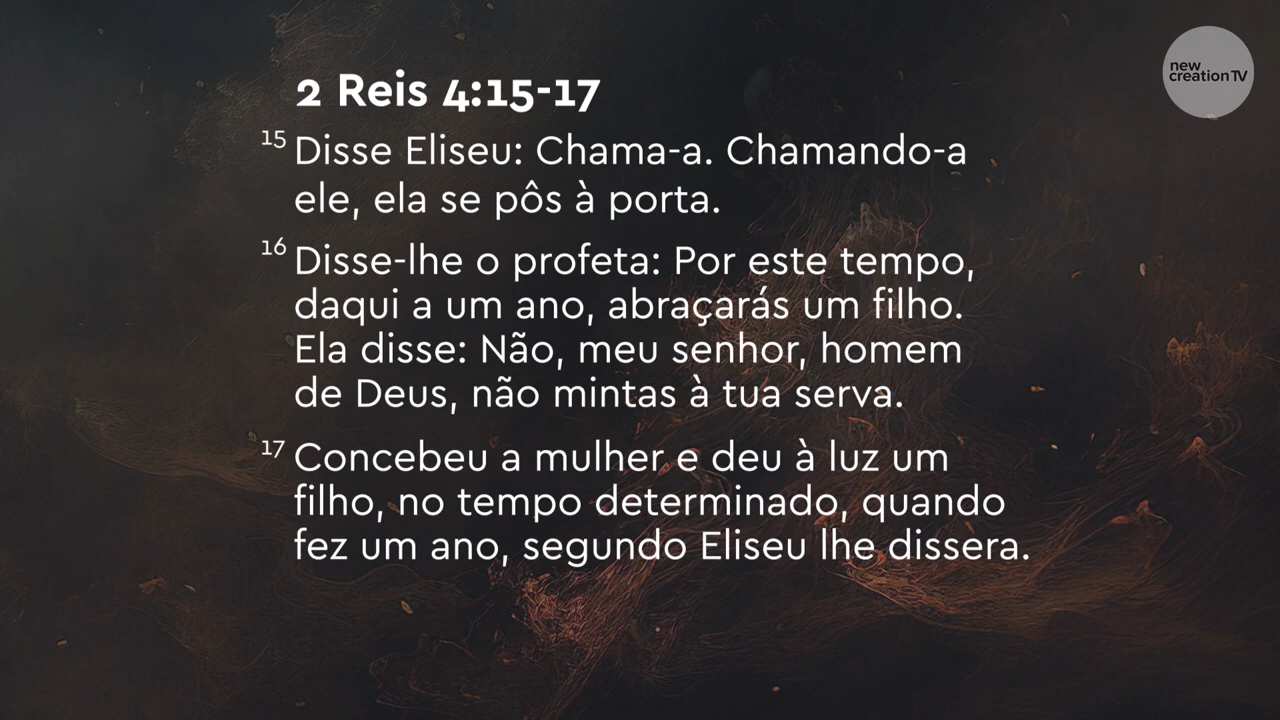 new
creation TV
2 Reis 4:15-17
15 Disse Eliseu: Chama-a. Chamando-a
ele, ela se pôs à porta.
16 Disse-lhe o profeta: Por este tempo,
daqui a um ano, abraçarás um filho.
Ela disse: Não, meu senhor, homem
de Deus, não mintas à tua serva.
17 Concebeu a mulher e deu à luz um
filho, no tempo determinado, quando
fez um ano, segundo Eliseu lhe dissera.